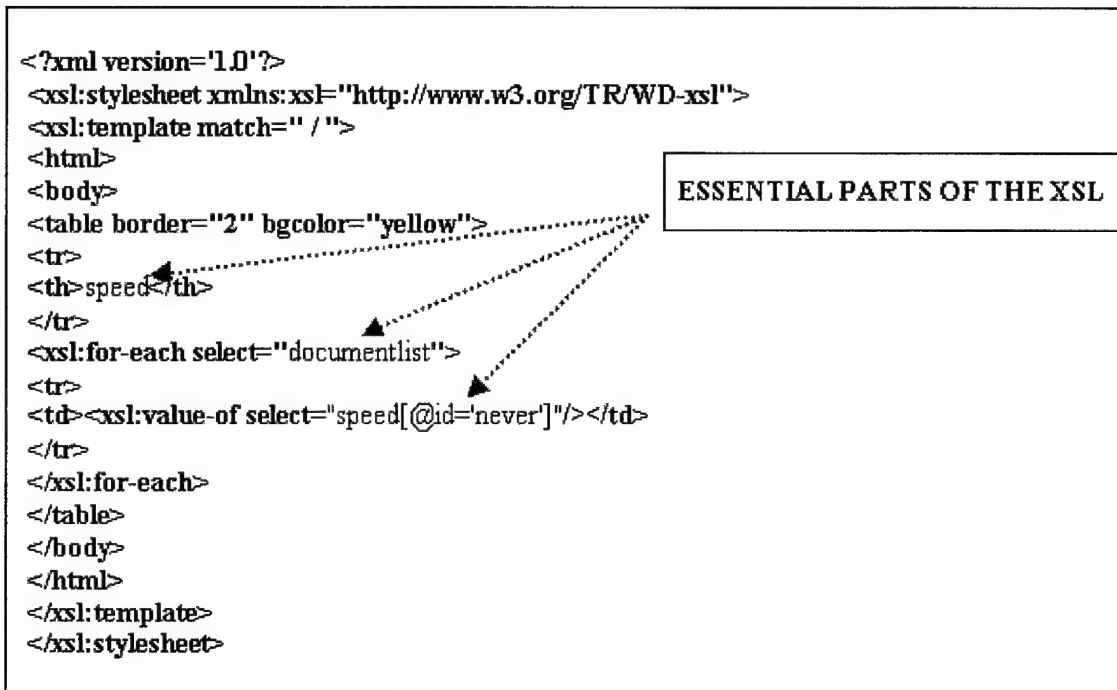 <?xml version='1.0'?>
<xsl:stylesheet xmlns:xsl="http://www.w3.org/TR/WD-xsl">
<xsl:template match=" / ">
<html>
<body>
ESSENTIAL PARTS OF THE XSL
<table border="2" bgcolor="yellow">
<tr>
<th>speed</th>
</tr>
<xsl:for-each select="documentlist">
<tr>
<td><xsl:value-of select="speed[@id='never']"/></td>
</tr>
</xsl:for-each>
</table>
</body>
</html>
</xsl:template>
</xsl:stylesheet>